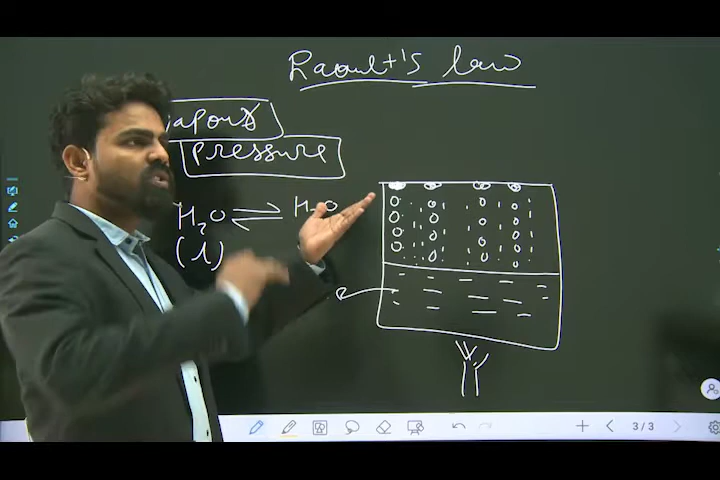 Raoult's law
Vapour
Pressure
H2O ⇌ H2O
(l)
3/3